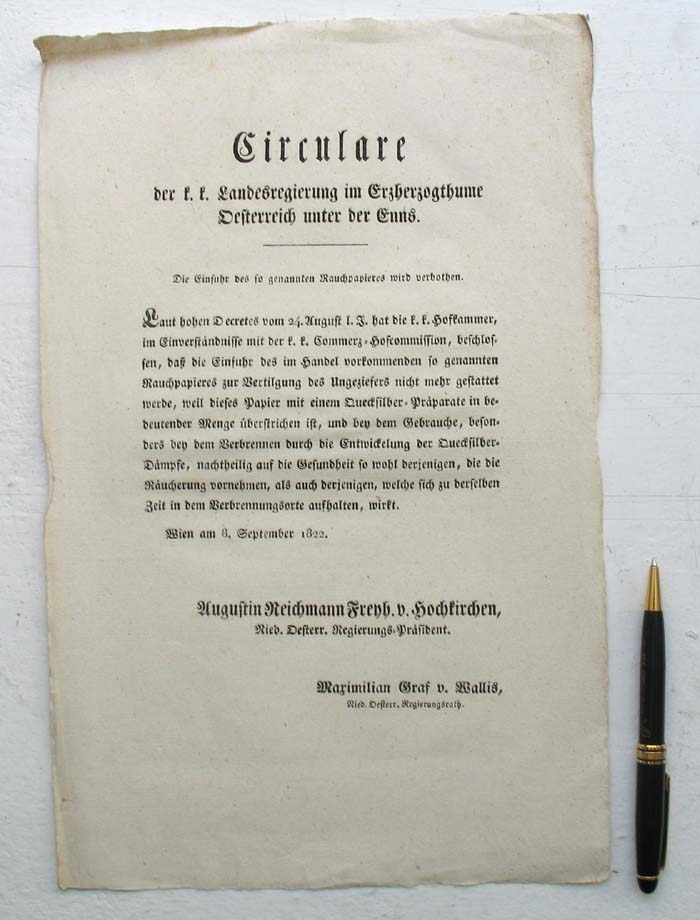 Circulare
der k. k. Landesregierung im Erzherzogthume
Oesterreich unter der Enns.
Die Einfuhr des so genannten Rauchpapieres wird verbothen.
Laut hohen Decretes vom 24. August l. J. hat die k. k. Hofkammer,
im Einverständnisse mit der k. k. Commerz-Hofcommission, beschlos-
sen, daß die Einfuhr des im Handel vorkommenden so genannten
Rauchpapieres zur Vertilgung des Ungeziefers nicht mehr gestattet
werde, weil dieses Papier mit einem Quecksilber-Präparate in be-
deutender Menge überstrichen ist, und bey dem Gebrauche, beson-
ders bey dem Verbrennen durch die Entwickelung der Quecksilber-
Dämpfe, nachtheilig auf die Gesundheit so wohl derjenigen, die die
Räucherung vornehmen, als auch derjenigen, welche sich zu derselben
Zeit in dem Verbrennungsorte aufhalten, wirkt.
Wien am 8. September 1822.
Augustin Reichmann Freyh. v. Hochkirchen,
Nied. Oesterr. Regierungs-Präsident.
Maximilian Graf v. Wallis,
Nied. Oesterr. Regierungsrath.